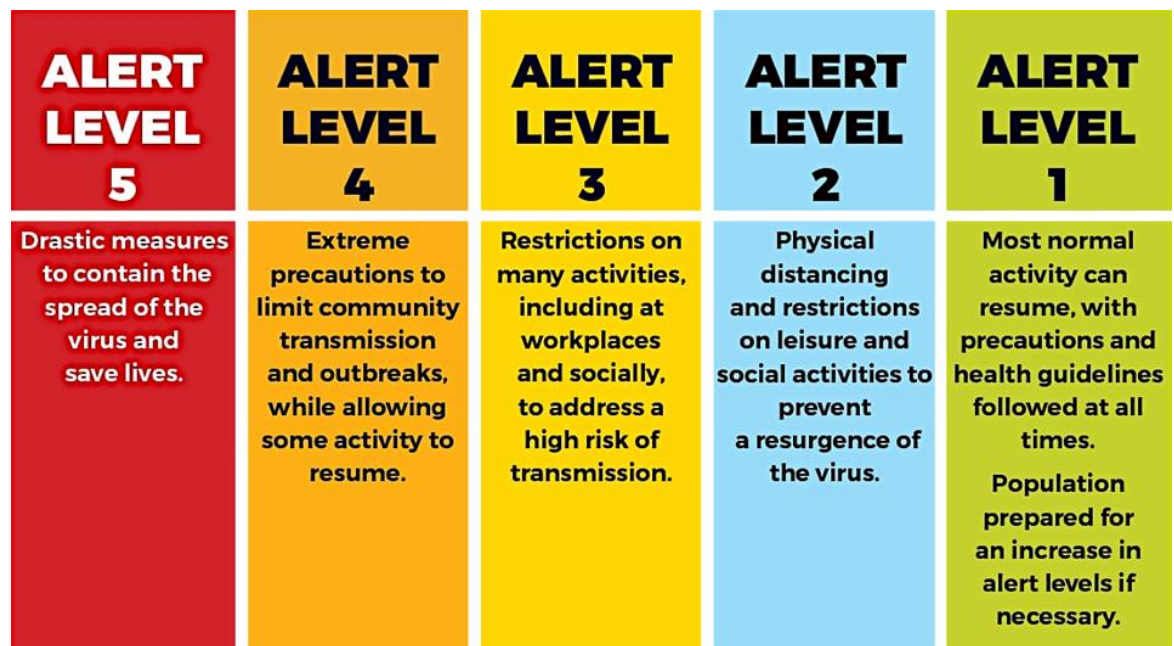 ALERT
LEVEL
5
Drastic measures
to contain the
spread of the
virus and
save lives.
ALERT
LEVEL
4
Extreme
precautions to
limit community
transmission
and outbreaks,
while allowing
some activity to
resume.
ALERT
LEVEL
3
Restrictions on
many activities,
including at
workplaces
and socially,
to address a
high risk of
transmission.
ALERT
LEVEL
2
Physical
distancing
and restrictions
on leisure and
social activities to
prevent
a resurgence of
the virus.
ALERT
LEVEL
1
Most normal
activity can
resume, with
precautions and
health guidelines
followed at all
times.
Population
prepared for
an increase in
alert levels if
necessary.